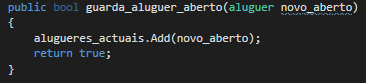 public bool guarda_aluguer_aberto(aluguer novo_aberto)
{
alugueres_actuais.Add(novo_aberto);
return true;
}